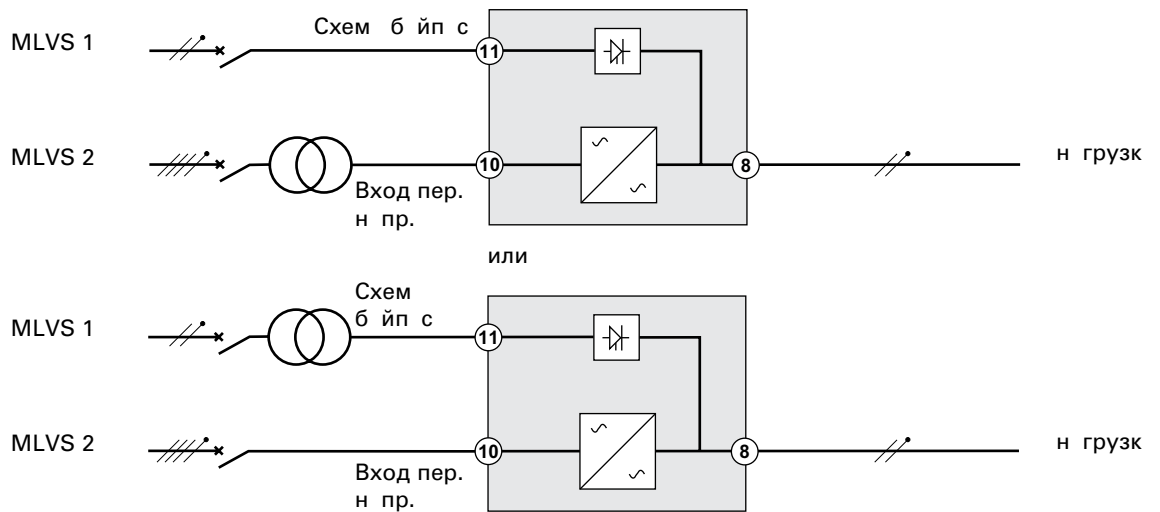 MLVS 1
Схем б йп с
11
MLVS 2
10
8
н грузк
Вход пер.
н пр.
или
Схем
б йп с
MLVS 1
11
MLVS 2
10
8
н грузк
Вход пер.
н пр.